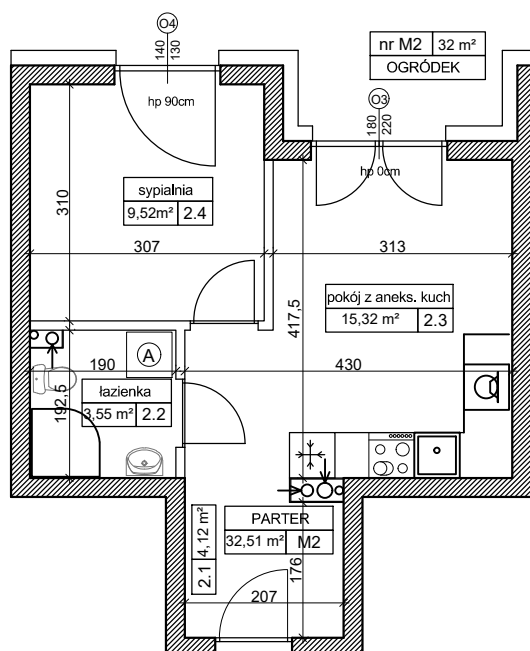 O4
140
130
hp 90cm
nr M2 32 m²
OGRÓDEK
O3
180
220
hp 0cm
sypialnia
9,52m² 2.4
310
307
313
417,5
pokój z aneks. kuch
15,32 m² 2.3
190
A
430
łazienka
3,55 m² 2.2
192,5
2.1 4,12 m²
PARTER
32,51 m² M2
176
207